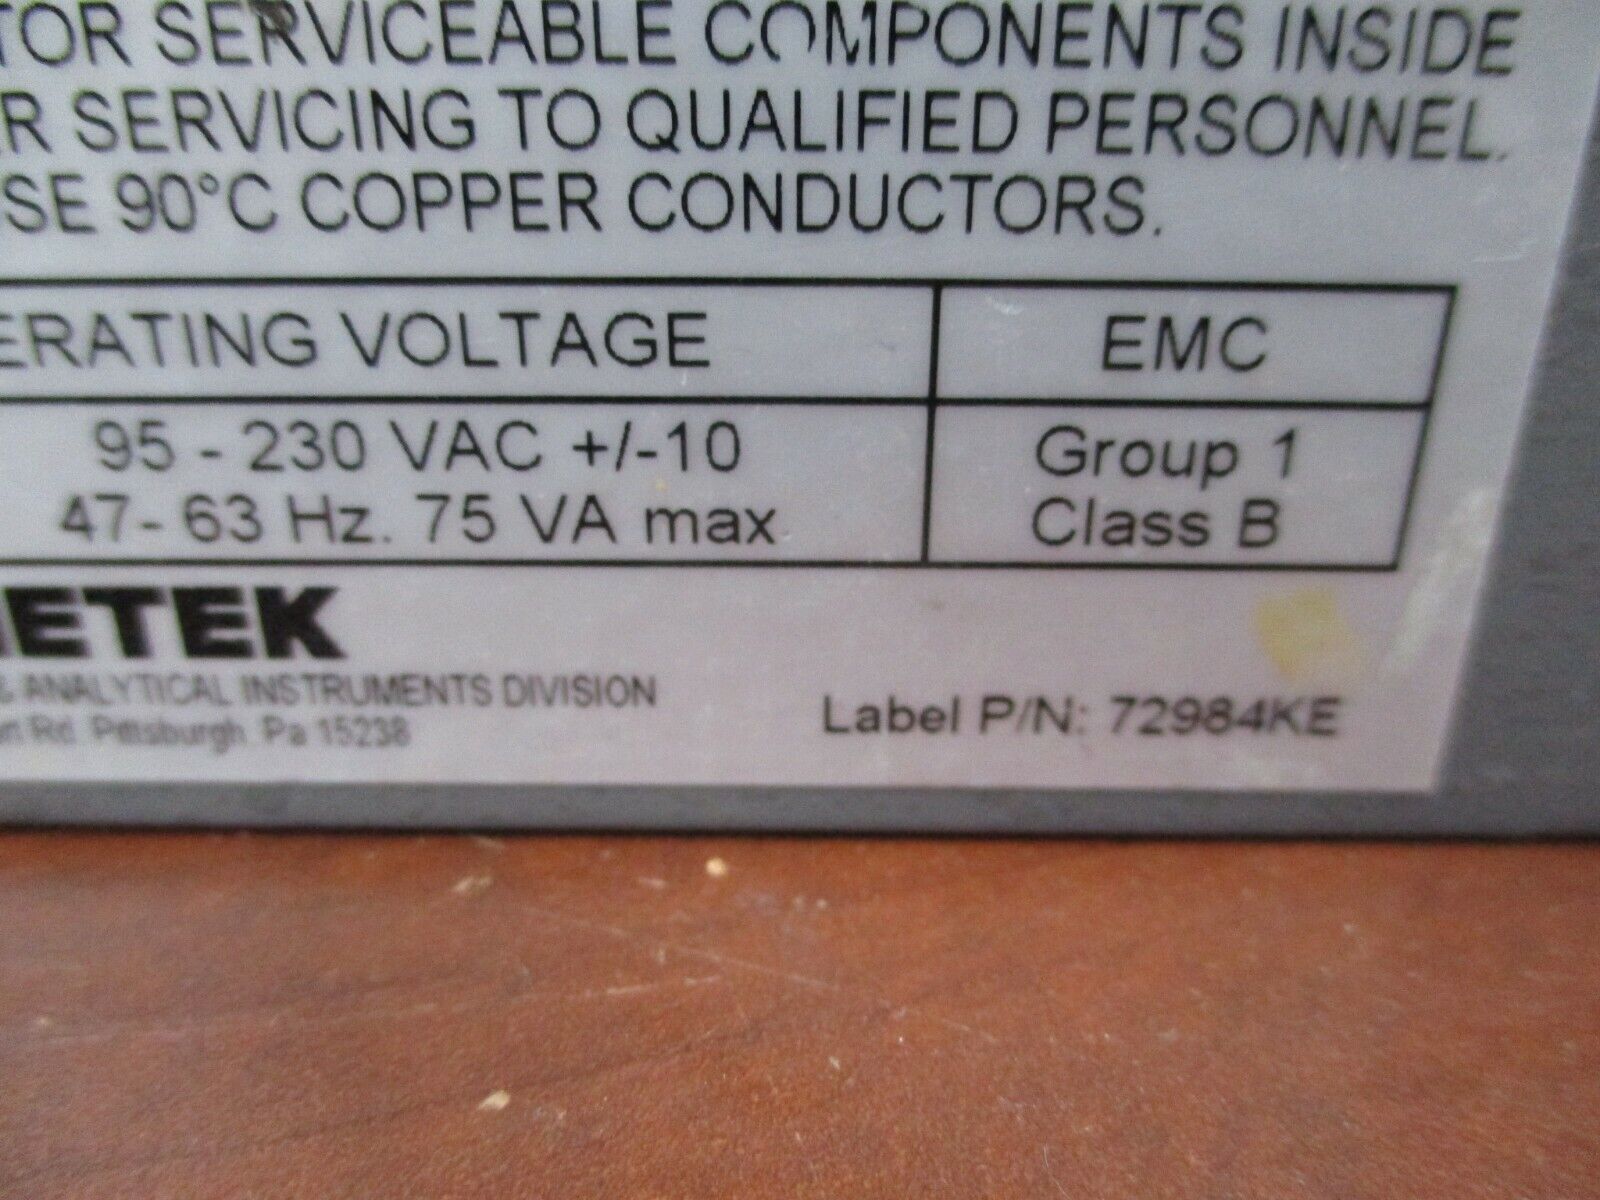 TOR SERVICEABLE COMPONENTS INSIDE
R SERVICING TO QUALIFIED PERSONNEL.
SE 90°C COPPER CONDUCTORS.
ERATING VOLTAGE
EMC
95 - 230 VAC +/-10
47- 63 Hz. 75 VA max
Group 1
Class B
ETEK
& ANALYTICAL INSTRUMENTS DIVISION
Rd. Pittsburgh Pa 15238
Label P/N: 72984KE